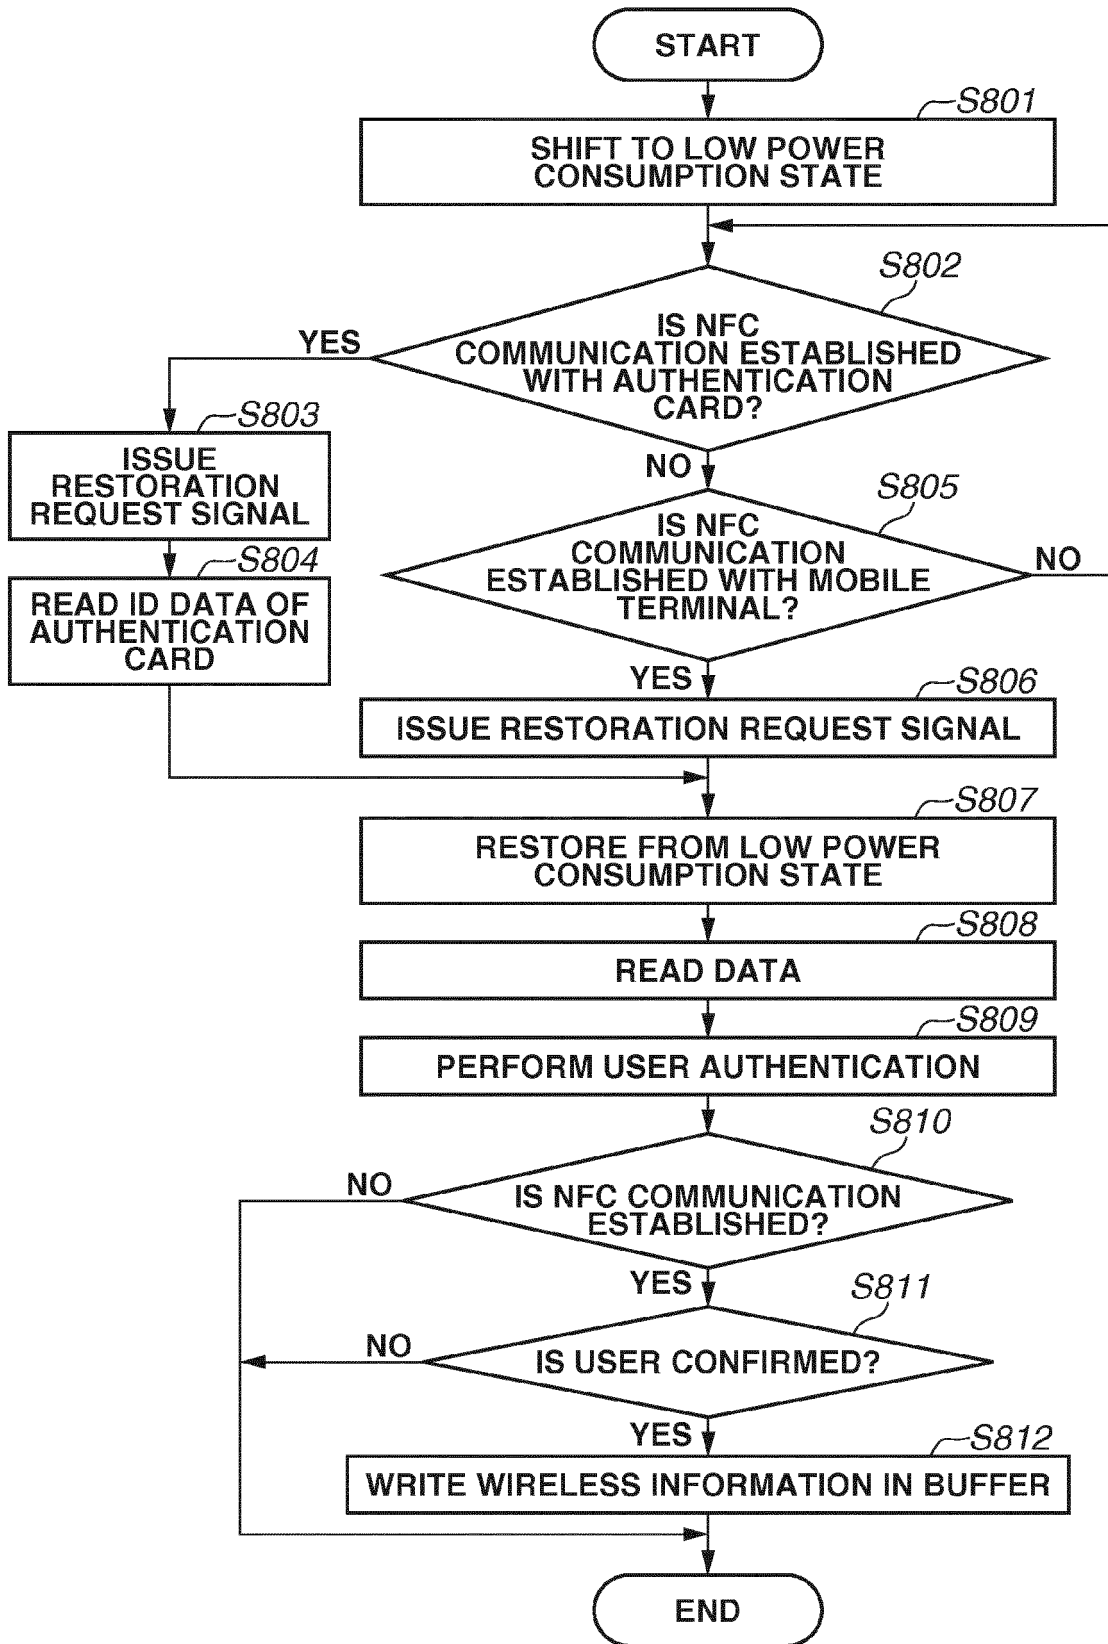 START
S801
SHIFT TO LOW POWER
CONSUMPTION STATE
S802
IS NFC
COMMUNICATION ESTABLISHED
WITH AUTHENTICATION
CARD?
YES
NO
S803
ISSUE
RESTORATION
REQUEST SIGNAL
S804
READ ID DATA OF
AUTHENTICATION
CARD
S805
IS NFC
COMMUNICATION
ESTABLISHED WITH MOBILE
TERMINAL?
NO
YES
S806
ISSUE RESTORATION REQUEST SIGNAL
S807
RESTORE FROM LOW POWER
CONSUMPTION STATE
S808
READ DATA
S809
PERFORM USER AUTHENTICATION
S810
IS NFC COMMUNICATION
ESTABLISHED?
NO
YES
S811
IS USER CONFIRMED?
NO
YES
S812
WRITE WIRELESS INFORMATION IN BUFFER
END